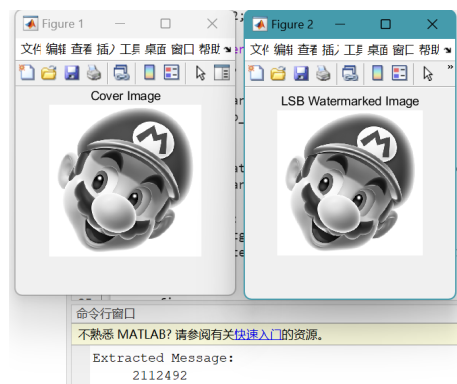 Figure 1
文件 编辑 查看 插入 工具 桌面 窗口 帮助
Cover Image
Figure 2
文件 编辑 查看 插入 工具 桌面 窗口 帮助
LSB Watermarked Image
命令行窗口
不熟悉 MATLAB? 请参阅有关快速入门的资源。
Extracted Message:
2112492